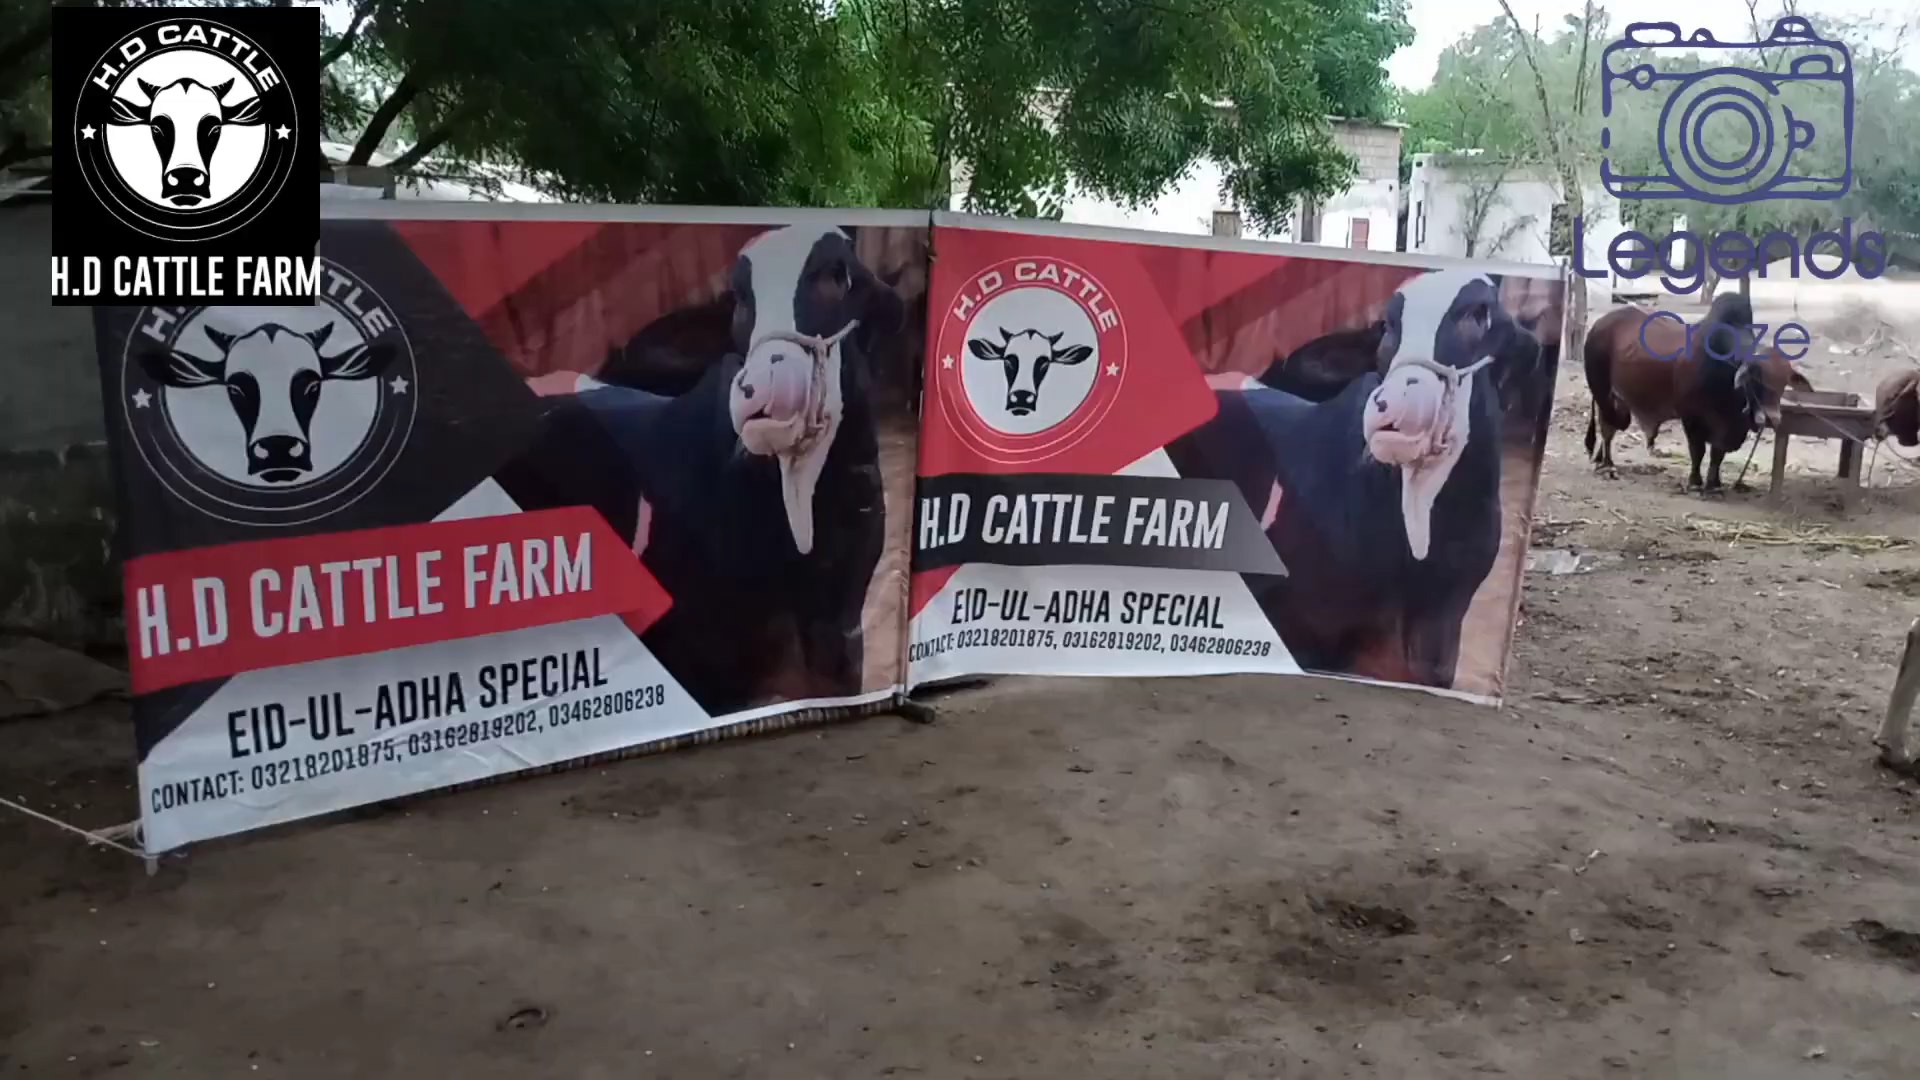 H.D CATTLE
H.D CATTLE FARM
Legends
Craze
H.D CATTLE
H.D CATTLE FARM
EID-UL-ADHA SPECIAL
CONTACT: 03218201875, 03162819202, 03462806238
H.D CATTLE
H.D CATTLE FARM
EID-UL-ADHA SPECIAL
CONTACT: 03218201875, 03162819202, 03462806238